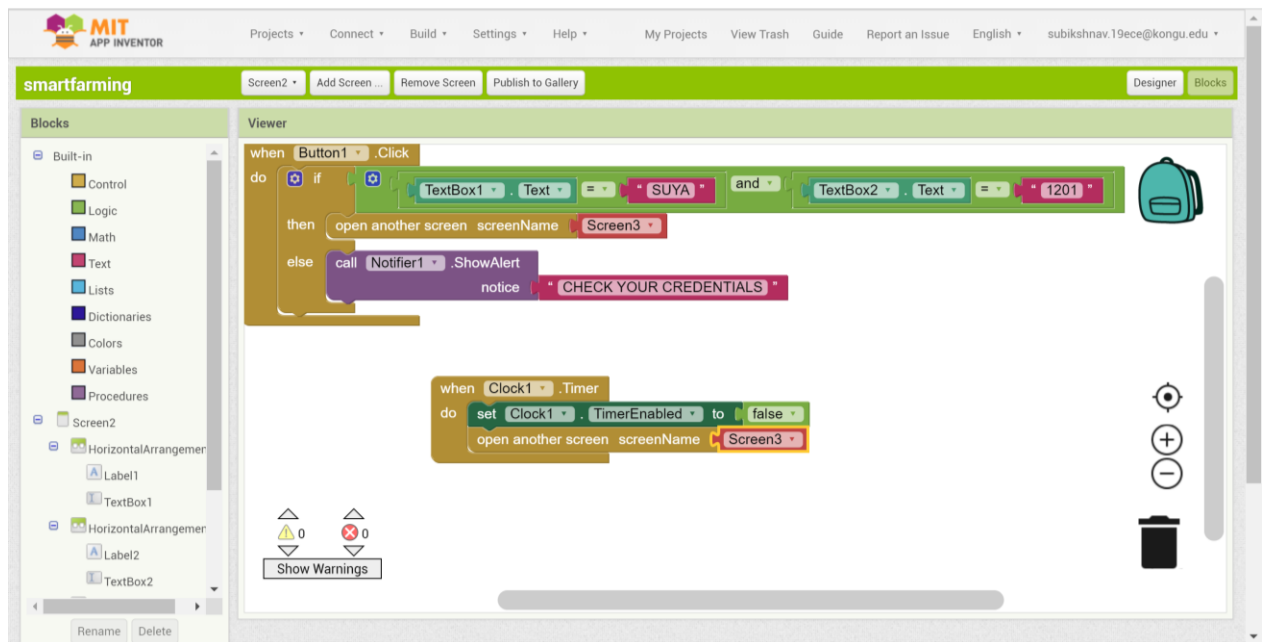 MIT
APP INVENTOR
Projects Connect Build Settings Help My Projects View Trash Guide Report an Issue English subikshnav.19ece@kongu.edu
smartfarming Screen2 Add Screen ... Remove Screen Publish to Gallery Designer Blocks
Blocks
Built-in
Control
Logic
Math
Text
Lists
Dictionaries
Colors
Variables
Procedures
Screen2
HorizontalArrangemen
Label1
TextBox1
HorizontalArrangemen
Label2
TextBox2
Rename Delete
Viewer
when Button1 .Click
do if TextBox1 . Text = " SUYA " and TextBox2 . Text = " 1201 "
then open another screen screenName Screen3
else call Notifier1 .ShowAlert
notice " CHECK YOUR CREDENTIALS "
when Clock1 .Timer
do set Clock1 . TimerEnabled to false
open another screen screenName Screen3
0 0
Show Warnings